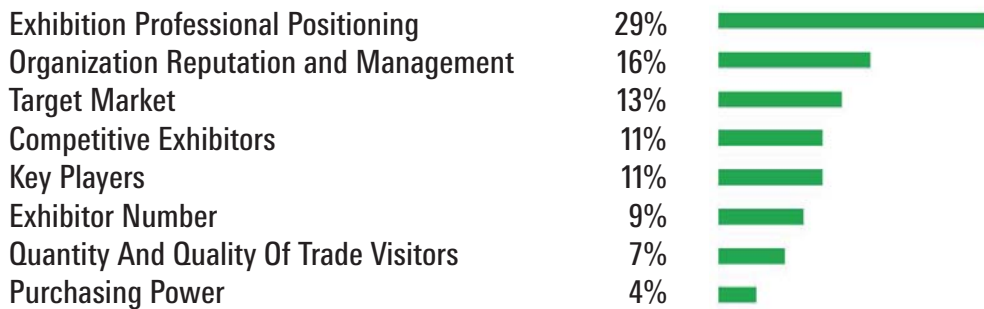 Exhibition Professional Positioning 29%
Organization Reputation and Management 16%
Target Market 13%
Competitive Exhibitors 11%
Key Players 11%
Exhibitor Number 9%
Quantity And Quality Of Trade Visitors 7%
Purchasing Power 4%